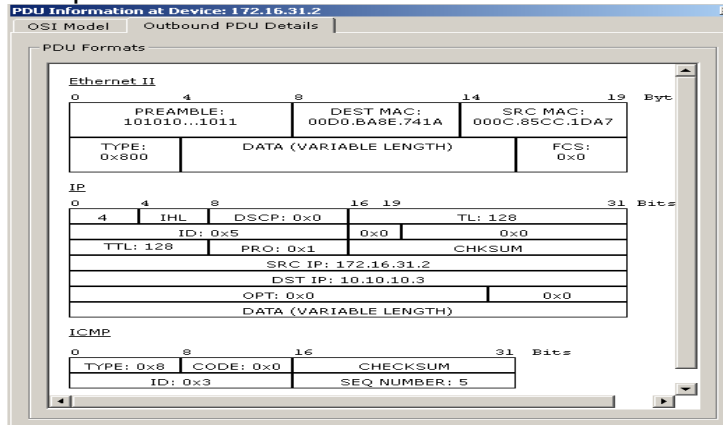 PDU Information at Device: 172.16.31.2
OSI Model Outbound PDU Details
PDU Formats
Ethernet II
0 4 8 14 19 Byt
PREAMBLE: DEST MAC: SRC MAC:
101010...1011 00D0.BA8E.741A 000C.85CC.1DA7
TYPE: DATA (VARIABLE LENGTH) FCS:
0x800 0x0
IP
0 4 8 16 19 31 Bits
4 IHL DSCP: 0x0 TL: 128
ID: 0x5 0x0 0x0
TTL: 128 PRO: 0x1 CHKSUM
SRC IP: 172.16.31.2
DST IP: 10.10.10.3
OPT: 0x0 0x0
DATA (VARIABLE LENGTH)
ICMP
0 8 16 31 Bits
TYPE: 0x8 CODE: 0x0 CHECKSUM
ID: 0x3 SEQ NUMBER: 5